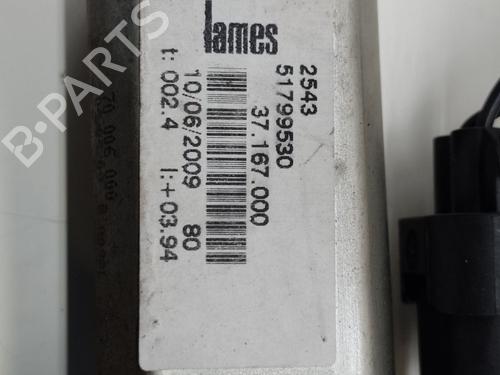 lames
2543
51799530
37.167.000
10/06/2009 80
t: 002.4 l:+03.94
B-PARTS